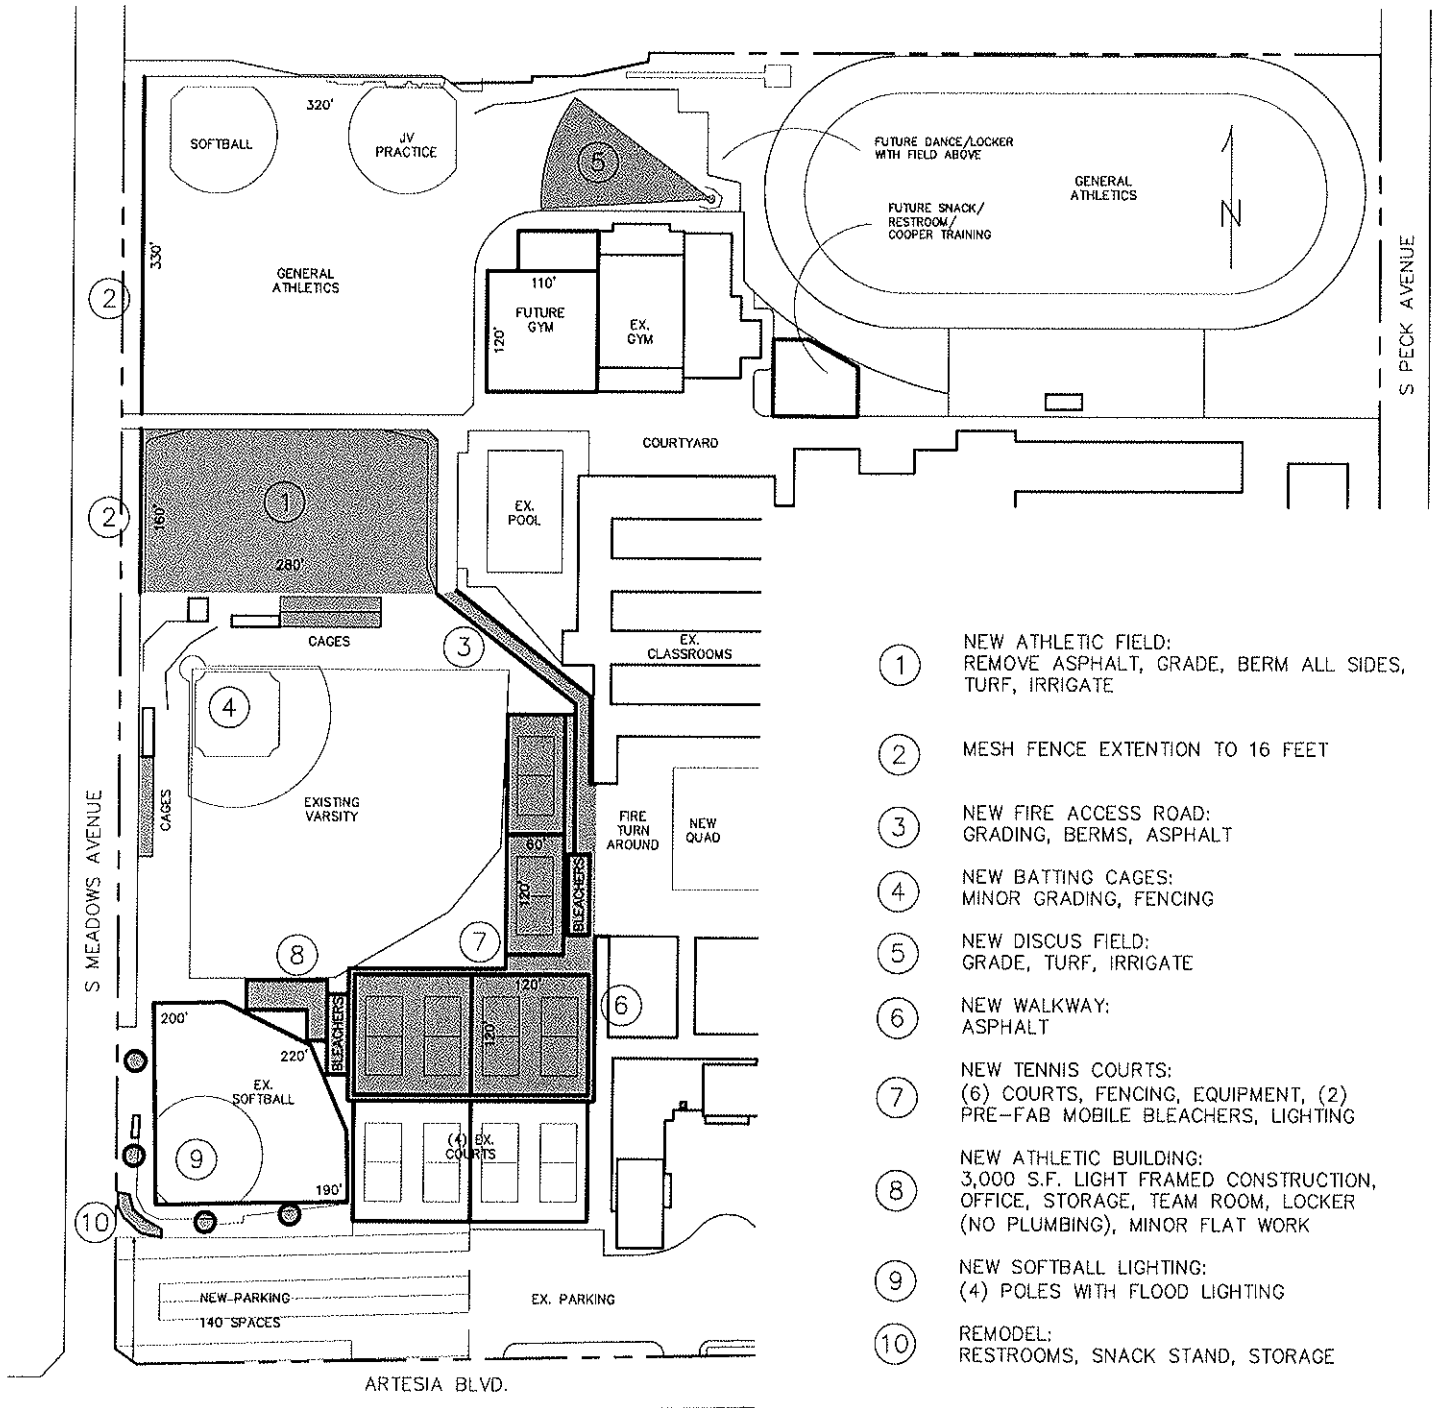 320'
SOFTBALL
JV
PRACTICE
5
FUTURE DANCE/LOCKER
WITH FIELD ABOVE
GENERAL
ATHLETICS
N
FUTURE SNACK/
RESTROOM/
COOPER TRAINING
S PECK AVENUE
330'
GENERAL
ATHLETICS
2
110'
FUTURE
GYM
120'
EX.
GYM
COURTYARD
1
2
160'
280'
EX.
POOL
CAGES
3
EX.
CLASSROOMS
4
CAGES
EXISTING
VARSITY
S MEADOWS AVENUE
FIRE
TURN
AROUND
NEW
QUAD
60'
120'
BLEACHERS
7
8
120'
120'
6
200'
BLEACHERS
220'
EX.
SOFTBALL
9
190'
(4) EX.
COURTS
10
NEW PARKING
140 SPACES
EX. PARKING
ARTESIA BLVD.
1
NEW ATHLETIC FIELD:
REMOVE ASPHALT, GRADE, BERM ALL SIDES,
TURF, IRRIGATE
2
MESH FENCE EXTENTION TO 16 FEET
3
NEW FIRE ACCESS ROAD:
GRADING, BERMS, ASPHALT
4
NEW BATTING CAGES:
MINOR GRADING, FENCING
5
NEW DISCUS FIELD:
GRADE, TURF, IRRIGATE
6
NEW WALKWAY:
ASPHALT
7
NEW TENNIS COURTS:
(6) COURTS, FENCING, EQUIPMENT, (2)
PRE-FAB MOBILE BLEACHERS, LIGHTING
8
NEW ATHLETIC BUILDING:
3,000 S.F. LIGHT FRAMED CONSTRUCTION,
OFFICE, STORAGE, TEAM ROOM, LOCKER
(NO PLUMBING), MINOR FLAT WORK
9
NEW SOFTBALL LIGHTING:
(4) POLES WITH FLOOD LIGHTING
10
REMODEL:
RESTROOMS, SNACK STAND, STORAGE